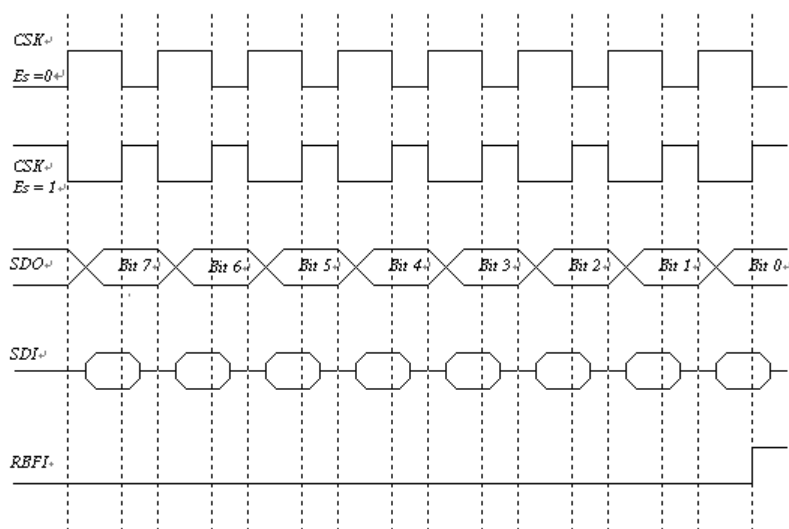 CSK
Es =0
CSK
Es = 1
SDO Bit 7 Bit 6 Bit 5 Bit 4 Bit 3 Bit 2 Bit 1 Bit 0
SDI
RBFI